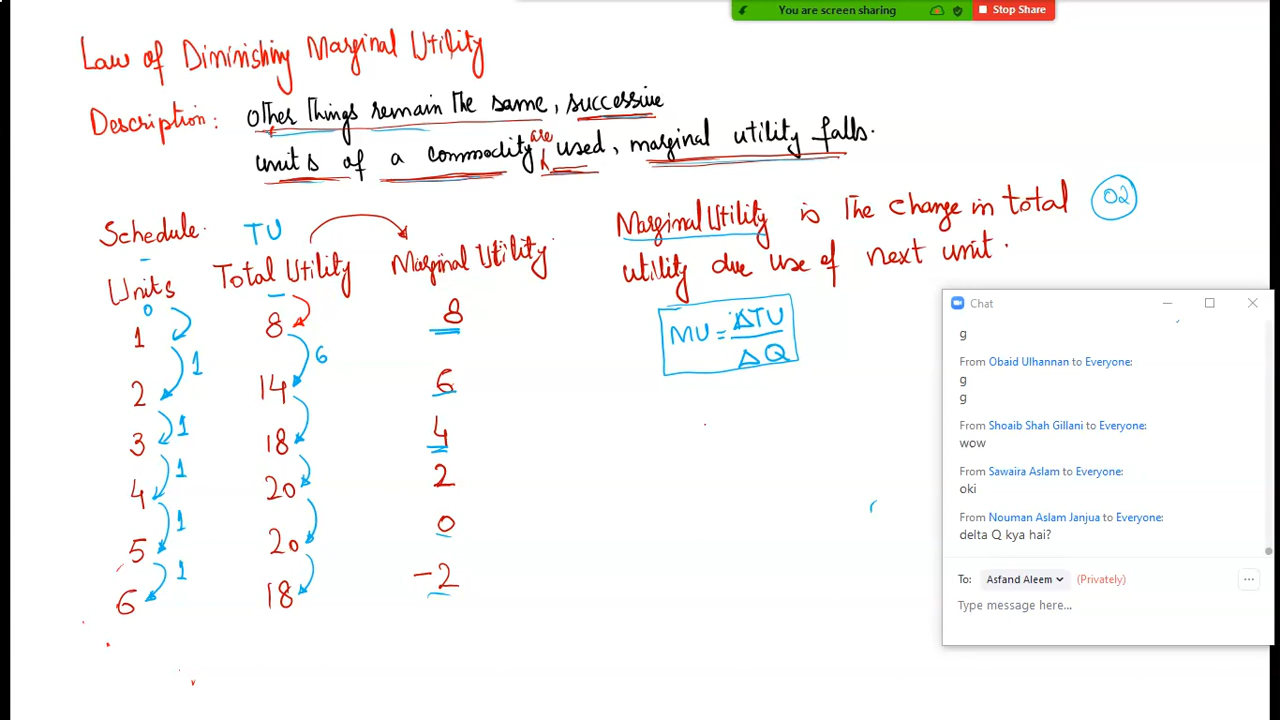 You are screen sharing
Stop Share
Law of Diminishing Marginal Utility
Description: other things remain the same, successive
units of a commodity are used, marginal utility falls.
Schedule.
TU
Units
Total Utility
Marginal Utility
0
1 8 8
1 6
2 14 6
1
3 18 4
1
4 20 2
1
5 20 0
1
6 18 -2
Marginal Utility is the change in total
utility due use of next unit.
02
MU = ΔTU
ΔQ
Chat
g
From Obaid Ulhannan to Everyone:
g
g
From Shoaib Shah Gillani to Everyone:
wow
From Sawaira Aslam to Everyone:
oki
From Nouman Aslam Janjua to Everyone:
delta Q kya hai?
To: Asfand Aleem (Privately)
Type message here...